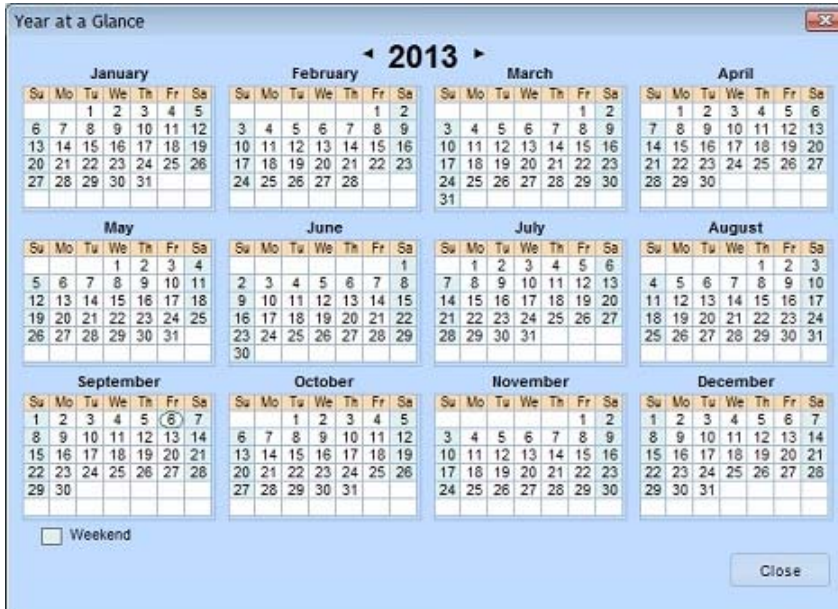 Year at a Glance
2013
January
Su Mo Tu We Th Fr Sa
1 2 3 4 5
6 7 8 9 10 11 12
13 14 15 16 17 18 19
20 21 22 23 24 25 26
27 28 29 30 31
February
Su Mo Tu We Th Fr Sa
1 2
3 4 5 6 7 8 9
10 11 12 13 14 15 16
17 18 19 20 21 22 23
24 25 26 27 28
March
Su Mo Tu We Th Fr Sa
1 2
3 4 5 6 7 8 9
10 11 12 13 14 15 16
17 18 19 20 21 22 23
24 25 26 27 28 29 30
31
April
Su Mo Tu We Th Fr Sa
1 2 3 4 5 6
7 8 9 10 11 12 13
14 15 16 17 18 19 20
21 22 23 24 25 26 27
28 29 30
May
Su Mo Tu We Th Fr Sa
1 2 3 4
5 6 7 8 9 10 11
12 13 14 15 16 17 18
19 20 21 22 23 24 25
26 27 28 29 30 31
June
Su Mo Tu We Th Fr Sa
1
2 3 4 5 6 7 8
9 10 11 12 13 14 15
16 17 18 19 20 21 22
23 24 25 26 27 28 29
30
July
Su Mo Tu We Th Fr Sa
1 2 3 4 5 6
7 8 9 10 11 12 13
14 15 16 17 18 19 20
21 22 23 24 25 26 27
28 29 30 31
August
Su Mo Tu We Th Fr Sa
1 2 3
4 5 6 7 8 9 10
11 12 13 14 15 16 17
18 19 20 21 22 23 24
25 26 27 28 29 30 31
September
Su Mo Tu We Th Fr Sa
1 2 3 4 5 6 7
8 9 10 11 12 13 14
15 16 17 18 19 20 21
22 23 24 25 26 27 28
29 30
October
Su Mo Tu We Th Fr Sa
1 2 3 4 5
6 7 8 9 10 11 12
13 14 15 16 17 18 19
20 21 22 23 24 25 26
27 28 29 30 31
November
Su Mo Tu We Th Fr Sa
1 2
3 4 5 6 7 8 9
10 11 12 13 14 15 16
17 18 19 20 21 22 23
24 25 26 27 28 29 30
December
Su Mo Tu We Th Fr Sa
1 2 3 4 5 6 7
8 9 10 11 12 13 14
15 16 17 18 19 20 21
22 23 24 25 26 27 28
29 30 31
Weekend
Close